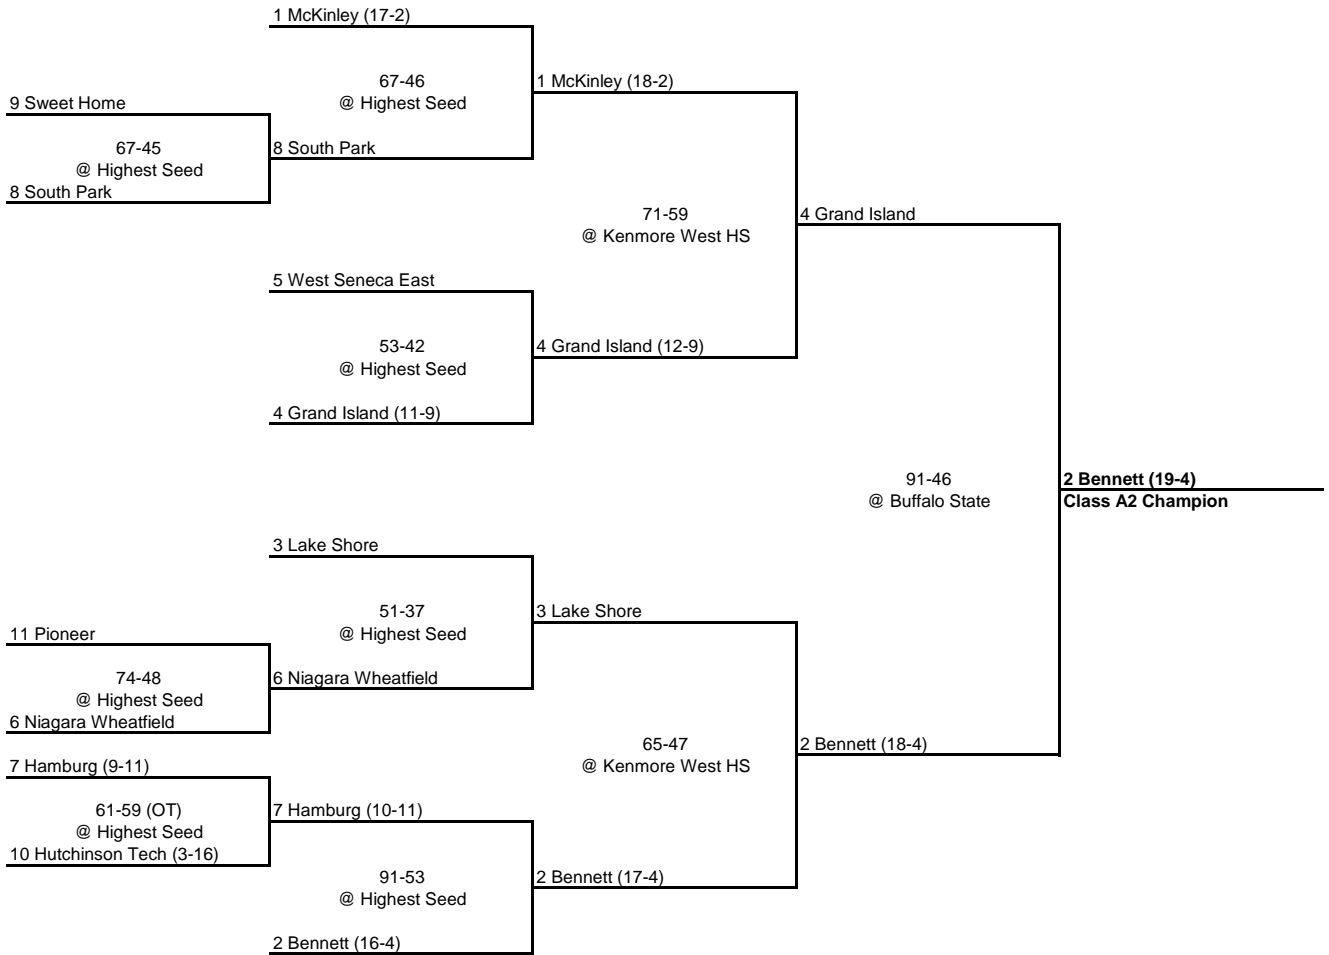 1 McKinley (17-2)
67-46
@ Highest Seed
1 McKinley (18-2)
9 Sweet Home
67-45
@ Highest Seed
8 South Park
8 South Park
71-59
@ Kenmore West HS
4 Grand Island
5 West Seneca East
53-42
@ Highest Seed
4 Grand Island (12-9)
4 Grand Island (11-9)
91-46
@ Buffalo State
2 Bennett (19-4)
Class A2 Champion
3 Lake Shore
51-37
@ Highest Seed
3 Lake Shore
11 Pioneer
74-48
@ Highest Seed
6 Niagara Wheatfield
6 Niagara Wheatfield
65-47
@ Kenmore West HS
2 Bennett (18-4)
7 Hamburg (9-11)
61-59 (OT)
@ Highest Seed
7 Hamburg (10-11)
10 Hutchinson Tech (3-16)
91-53
@ Highest Seed
2 Bennett (17-4)
2 Bennett (16-4)